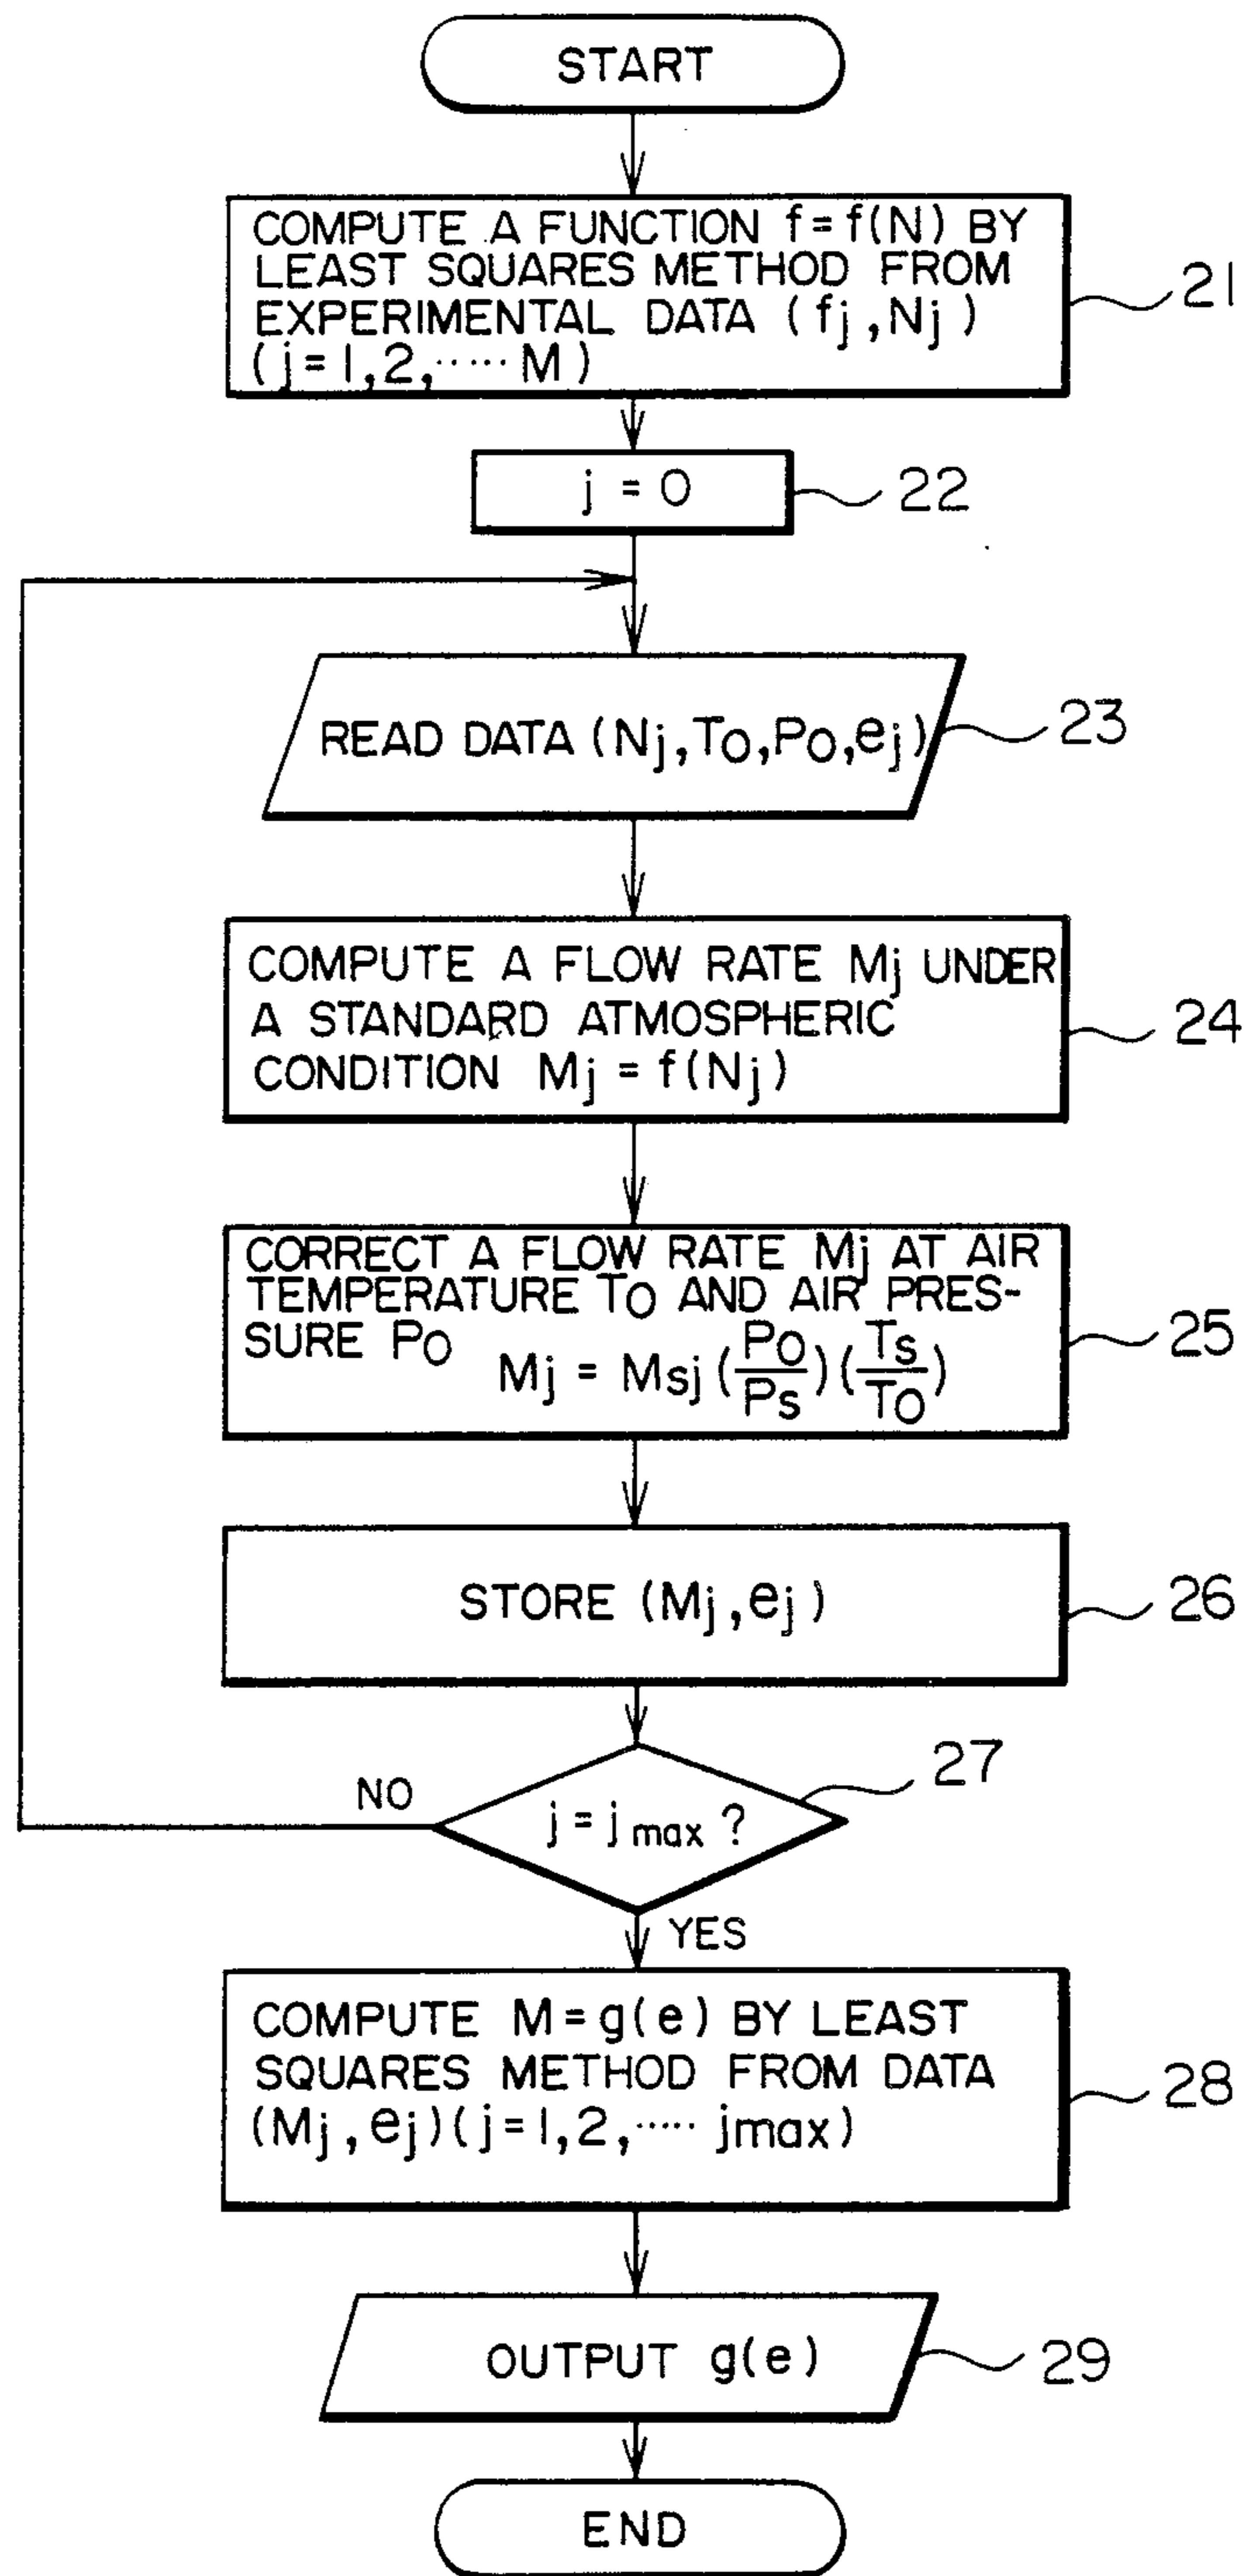 START
COMPUTE A FUNCTION f=f(N) BY
LEAST SQUARES METHOD FROM
EXPERIMENTAL DATA (fj,Nj)
(j=1,2,····· M)
21
j = 0
22
READ DATA (Nj,TO,PO,ej)
23
COMPUTE A FLOW RATE Mj UNDER
A STANDARD ATMOSPHERIC
CONDITION Mj = f(Nj)
24
CORRECT A FLOW RATE Mj AT AIR
TEMPERATURE TO AND AIR PRES-
SURE PO Mj = Msj (PO/Ps)(Ts/TO)
25
STORE (Mj,ej)
26
j = jmax ?
27
NO
YES
COMPUTE M=g(e) BY LEAST
SQUARES METHOD FROM DATA
(Mj,ej)(j=1,2,····· jmax)
28
OUTPUT g(e)
29
END